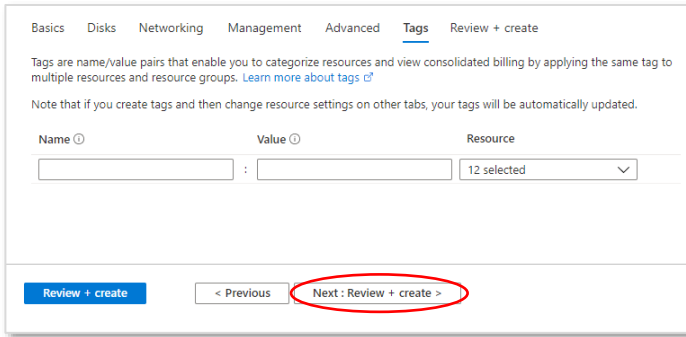 Basics Disks Networking Management Advanced Tags Review + create
Tags are name/value pairs that enable you to categorize resources and view consolidated billing by applying the same tag to
multiple resources and resource groups. Learn more about tags
Note that if you create tags and then change resource settings on other tabs, your tags will be automatically updated.
Name Value Resource
: 12 selected
Review + create < Previous Next : Review + create >